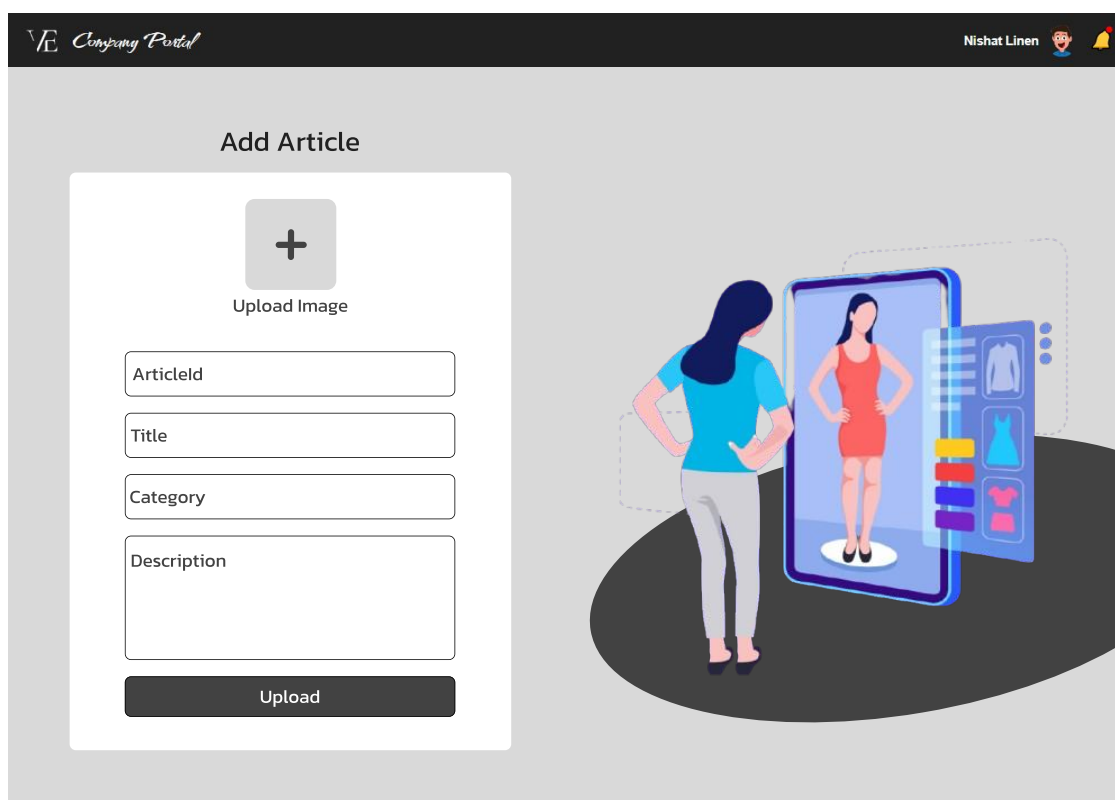 VE Company Portal
Nishat Linen
Add Article
Upload Image
ArticleId
Title
Category
Description
Upload